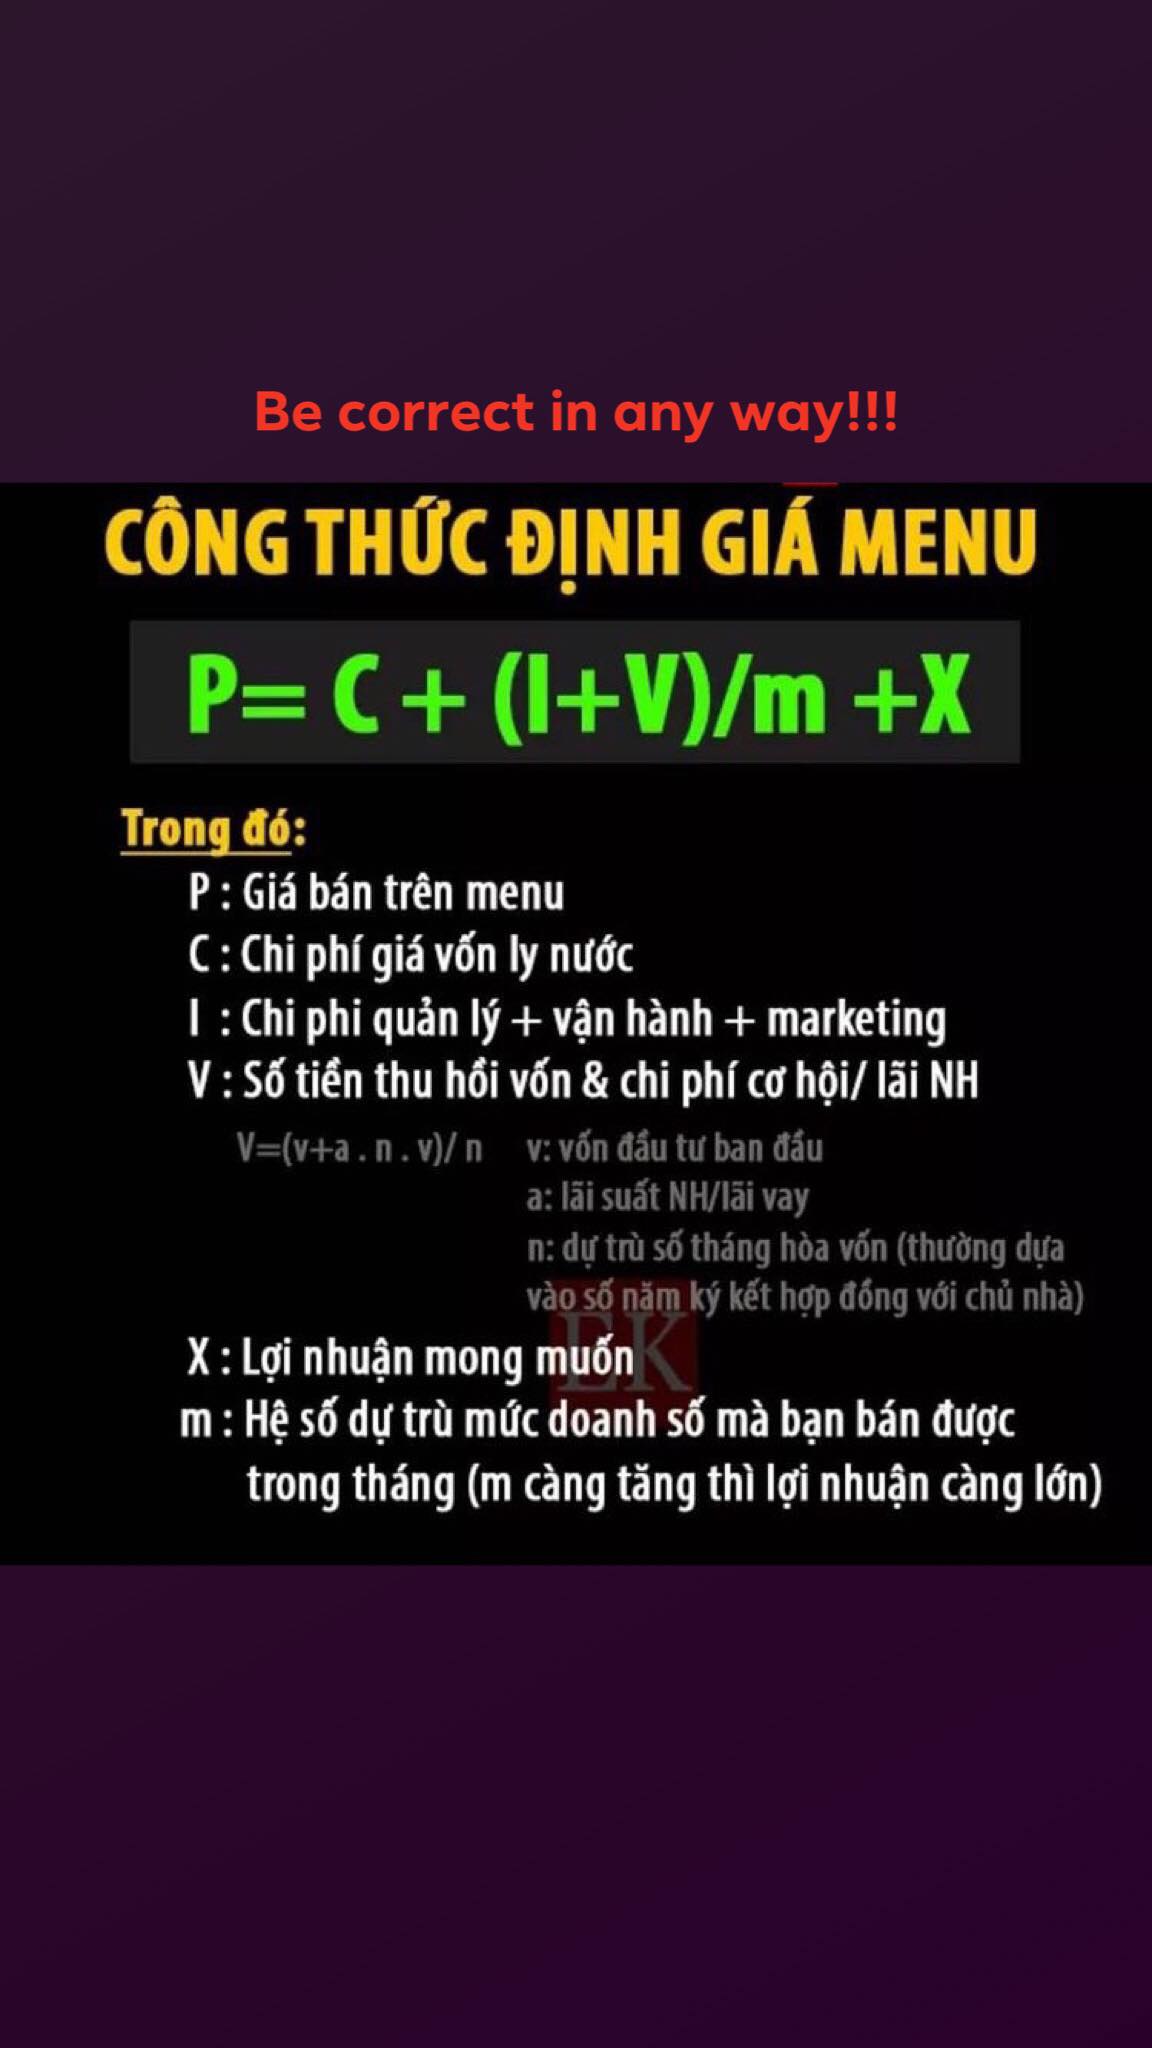 Be correct in any way!!!
CÔNG THỨC ĐỊNH GIÁ MENU
P= C + (I+V)/m +X
Trong đó:
P : Giá bán trên menu
C : Chi phí giá vốn ly nước
I : Chi phi quản lý + vận hành + marketing
V : Số tiền thu hồi vốn & chi phí cơ hội/ lãi NH
V=(v+a . n . v)/ n v: vốn đầu tư ban đầu
a: lãi suất NH/lãi vay
n: dự trù số tháng hòa vốn (thường dựa
vào số năm ký kết hợp đồng với chủ nhà)
EK
X : Lợi nhuận mong muốn
m : Hệ số dự trù mức doanh số mà bạn bán được
trong tháng (m càng tăng thì lợi nhuận càng lớn)